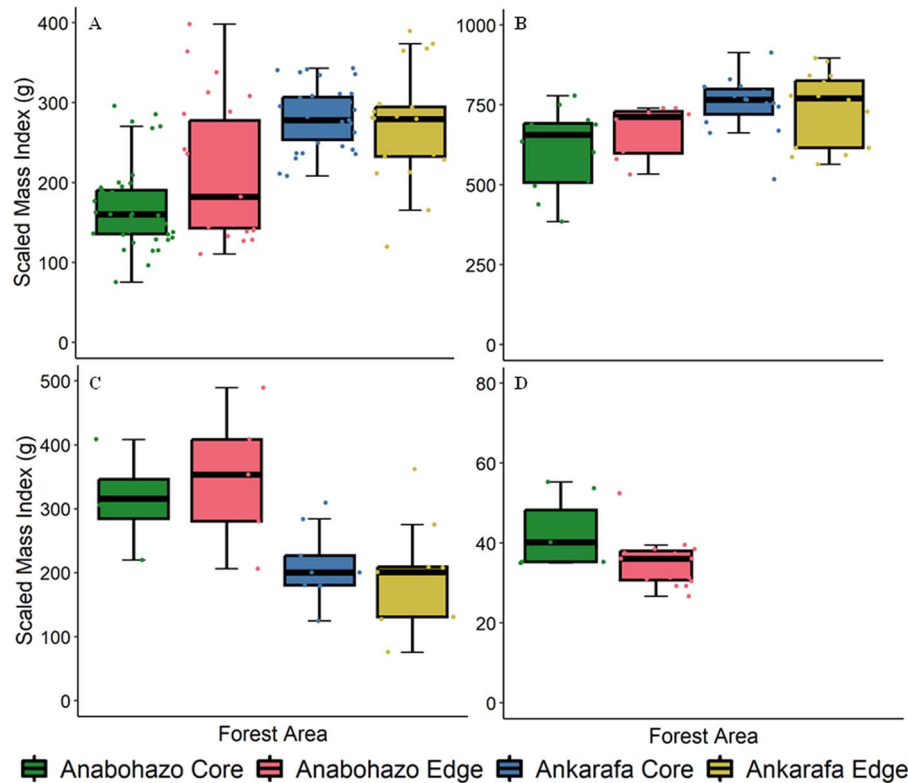 A
Scaled Mass Index (g)
400
300
200
100
0
B
1000
750
500
250
0
C
Scaled Mass Index (g)
500
400
300
200
100
0
Forest Area
D
80
60
40
20
0
Forest Area
Anabohazo Core Anabohazo Edge Ankarafa Core Ankarafa Edge